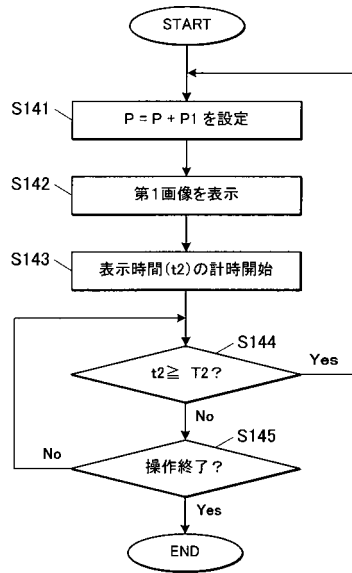 START
S141
P = P + P1 を設定
S142
第1画像を表示
S143
表示時間(t2)の計時開始
S144
t2≧ T2?
Yes
No
S145
No
操作終了?
Yes
END